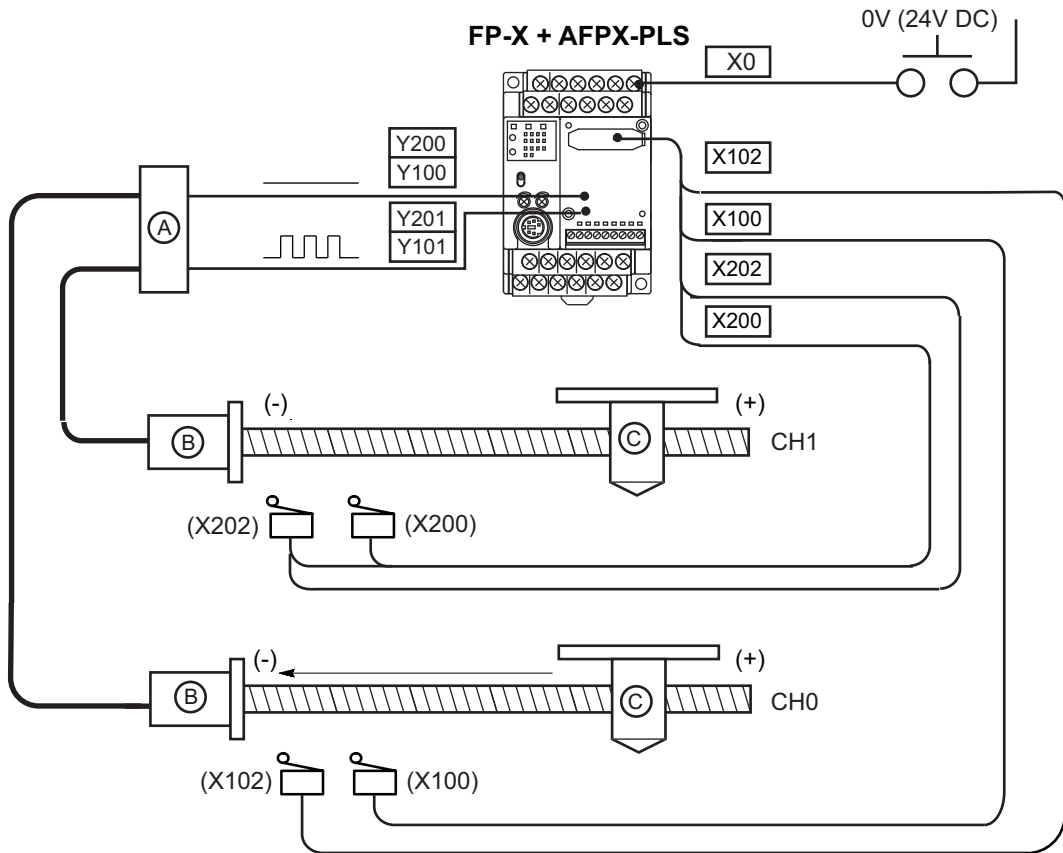 0V (24V DC)
FP-X + AFPX-PLS
X0
Y200
Y100
X102
Y201
Y101
X100
X202
X200
A
(-)
(+)
B
C
CH1
(X202)
(X200)
(-)
(+)
B
C
CH0
(X102)
(X100)